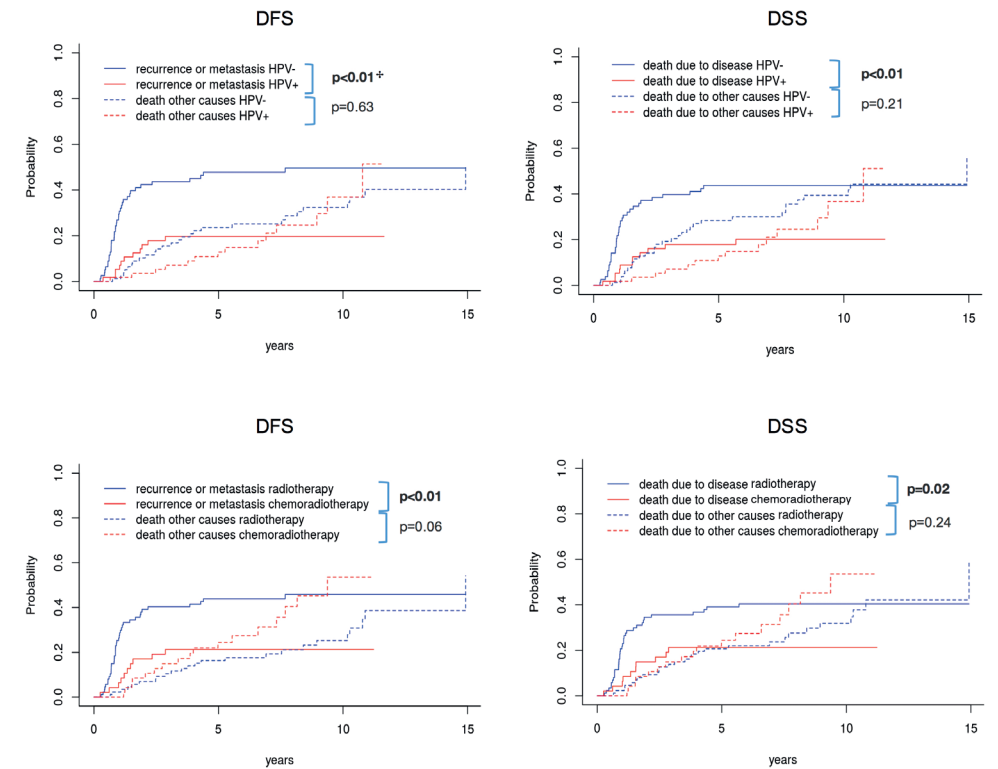 DFS
recurrence or metastasis HPV-
recurrence or metastasis HPV+
death other causes HPV-
death other causes HPV+
p<0.01 ÷
p=0.63
Probability
0.0 0.2 0.4 0.6 0.8 1.0
0 5 10 15
years
DSS
death due to disease HPV-
death due to disease HPV+
death due to other causes HPV-
death due to other causes HPV+
p<0.01
p=0.21
Probability
0.0 0.2 0.4 0.6 0.8 1.0
0 5 10 15
years
DFS
recurrence or metastasis radiotherapy
recurrence or metastasis chemoradiotherapy
death other causes radiotherapy
death other causes chemoradiotherapy
p<0.01
p=0.06
Probability
0.0 0.2 0.4 0.6 0.8 1.0
0 5 10 15
years
DSS
death due to disease radiotherapy
death due to disease chemoradiotherapy
death due to other causes radiotherapy
death due to other causes chemoradiotherapy
p=0.02
p=0.24
Probability
0.0 0.2 0.4 0.6 0.8 1.0
0 5 10 15
years